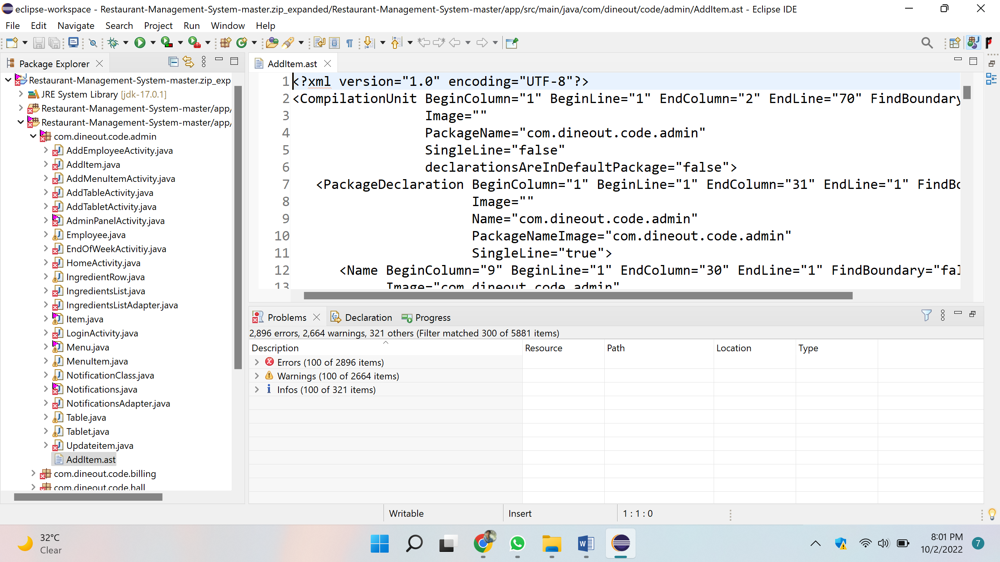 eclipse-workspace - Restaurant-Management-System-master.zip_expanded/Restaurant-Management-System-master/app/src/main/java/com/dineout/code/admin/AddItem.ast - Eclipse IDE
File Edit Navigate Search Project Run Window Help
Package Explorer
Restaurant-Management-System-master.zip_exp
JRE System Library [jdk-17.0.1]
Restaurant-Management-System-master/app/
Restaurant-Management-System-master/app/
com.dineout.code.admin
AddEmployeeActivity.java
AddItem.java
AddMenuItemActivity.java
AddTableActivity.java
AddTabletActivity.java
AdminPanelActivity.java
Employee.java
EndOfWeekActivitiy.java
HomeActivity.java
IngredientRow.java
IngredientsList.java
IngredientsListAdapter.java
Item.java
LoginActivity.java
Menu.java
MenuItem.java
NotificationClass.java
Notifications.java
NotificationsAdapter.java
Table.java
Tablet.java
Updateitem.java
AddItem.ast
com.dineout.code.billing
com.dineout.code.hall
AddItem.ast
1 <?xml version="1.0" encoding="UTF-8"?>
2 <CompilationUnit BeginColumn="1" BeginLine="1" EndColumn="2" EndLine="70" FindBoundary
3 Image=""
4 PackageName="com.dineout.code.admin"
5 SingleLine="false"
6 declarationsAreInDefaultPackage="false">
7 <PackageDeclaration BeginColumn="1" BeginLine="1" EndColumn="31" EndLine="1" FindBo
8 Image=""
9 Name="com.dineout.code.admin"
10 PackageNameImage="com.dineout.code.admin"
11 SingleLine="true">
12 <Name BeginColumn="9" BeginLine="1" EndColumn="30" EndLine="1" FindBoundary="fal
13 Image="com.dineout.code.admin"
Problems Declaration Progress
2,896 errors, 2,664 warnings, 321 others (Filter matched 300 of 5881 items)
Description Resource Path Location Type
Errors (100 of 2896 items)
Warnings (100 of 2664 items)
Infos (100 of 321 items)
Writable Insert 1 : 1 : 0
32°C
Clear
8:01 PM
10/2/2022
7